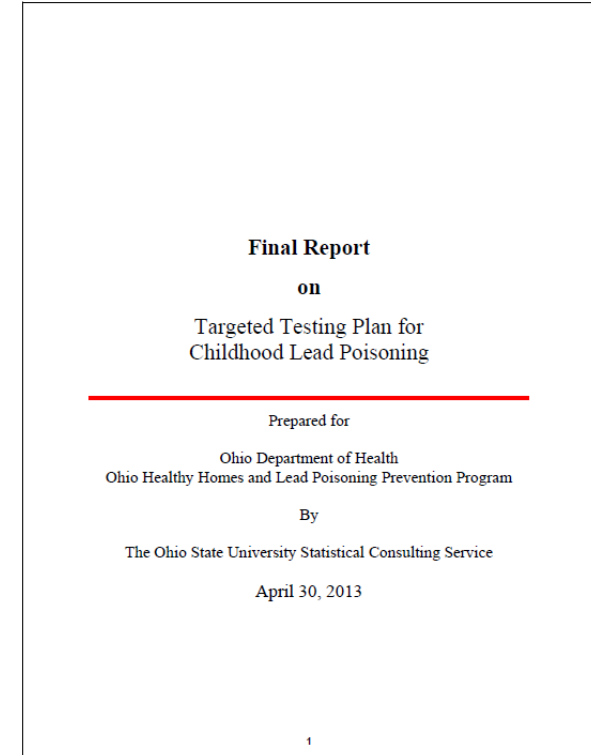 Final Report
on
Targeted Testing Plan for
Childhood Lead Poisoning
Prepared for
Ohio Department of Health
Ohio Healthy Homes and Lead Poisoning Prevention Program
By
The Ohio State University Statistical Consulting Service
April 30, 2013
1